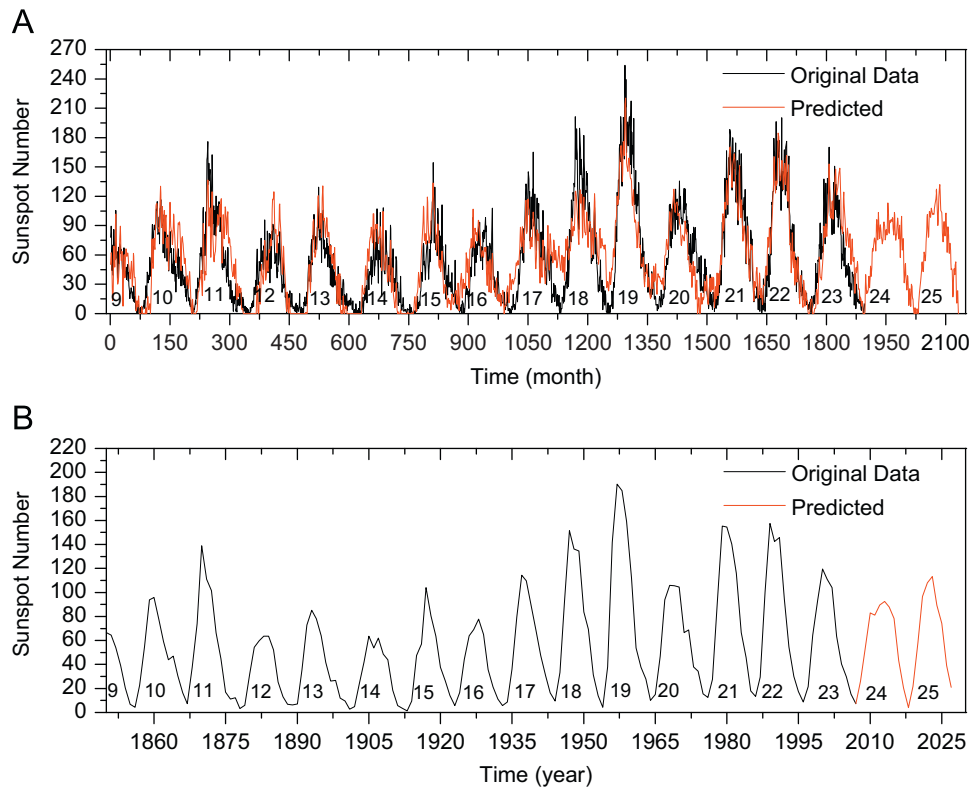 A
270
240
210
180
150
120
90
60
30
0
Sunspot Number
Original Data
Predicted
9 10 11 12 13 14 15 16 17 18 19 20 21 22 23 24 25
0 150 300 450 600 750 900 1050 1200 1350 1500 1650 1800 1950 2100
Time (month)
B
220
200
180
160
140
120
100
80
60
40
20
0
Sunspot Number
Original Data
Predicted
9 10 11 12 13 14 15 16 17 18 19 20 21 22 23 24 25
1860 1875 1890 1905 1920 1935 1950 1965 1980 1995 2010 2025
Time (year)